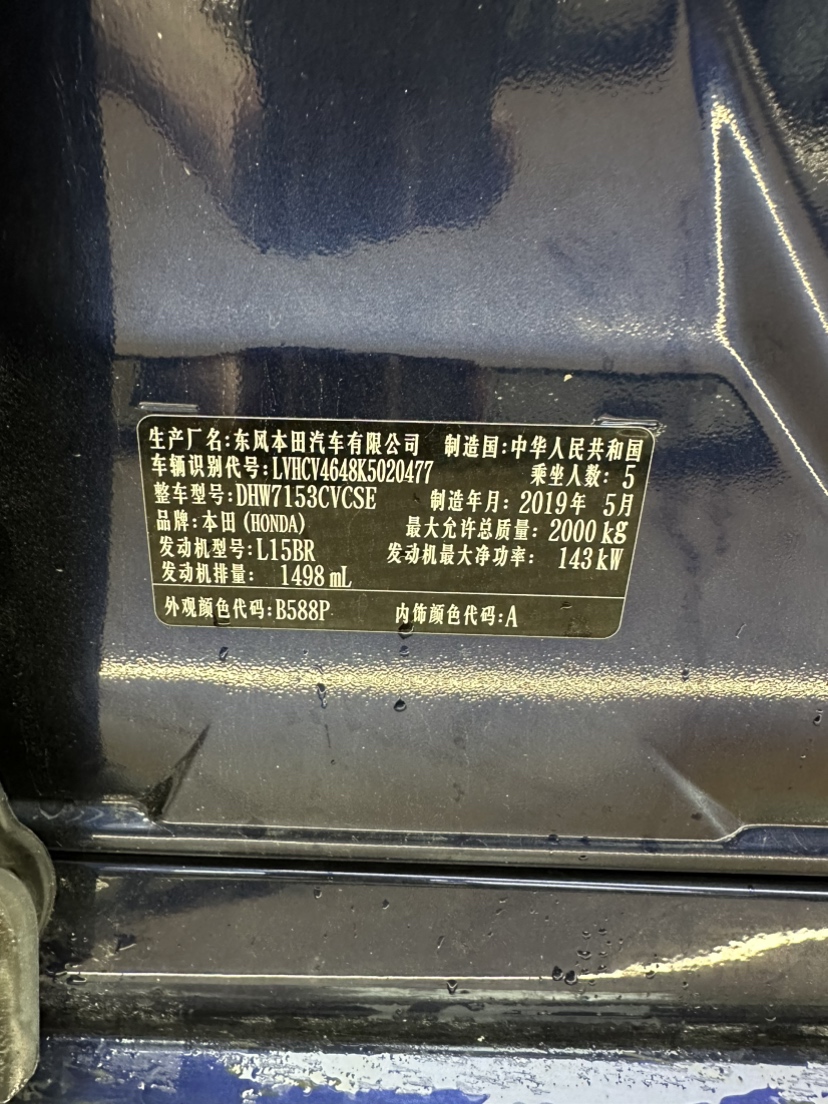 生产厂名:东风本田汽车有限公司 制造国:中华人民共和国
车辆识别代号:LVHCV4648K5020477 乘坐人数: 5
整车型号:DHW7153CVCSE 制造年月: 2019年 5月
品牌:本田 (HONDA) 最大允许总质量: 2000 kg
发动机型号:L15BR 发动机最大净功率: 143 kW
发动机排量: 1498 mL
外观颜色代码:B588P 内饰颜色代码:A